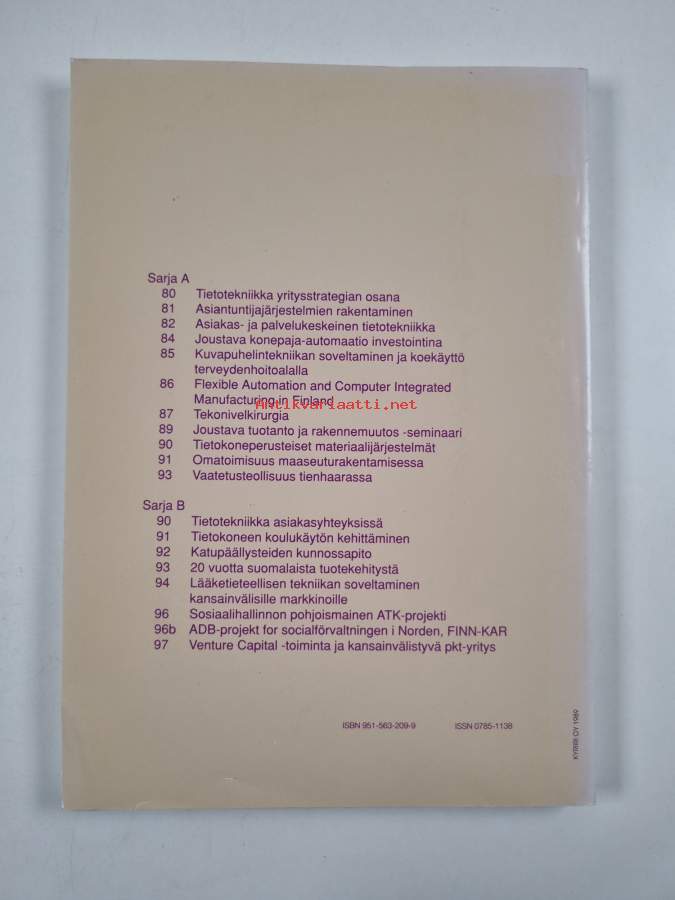 Sarja A
80 Tietotekniikka yritysstrategian osana
81 Asiantuntijajärjestelmien rakentaminen
82 Asiakas- ja palvelukeskeinen tietotekniikka
84 Joustava konepaja-automaatio investointina
85 Kuvapuhelintekniikan soveltaminen ja koekäyttö
terveydenhoitoalalla
86 Flexible Automation and Computer Integrated
Manufacturing in Finland
Antikvariaatti.net
87 Tekonivelkirurgia
89 Joustava tuotanto ja rakennemuutos -seminaari
90 Tietokoneperusteiset materiaalijärjestelmät
91 Omatoimisuus maaseuturakentamisessa
93 Vaatetusteollisuus tienhaarassa
Sarja B
90 Tietotekniikka asiakasyhteyksissä
91 Tietokoneen koulukäytön kehittäminen
92 Katupäällysteiden kunnossapito
93 20 vuotta suomalaista tuotekehitystä
94 Lääketieteellisen tekniikan soveltaminen
kansainvälisille markkinoille
96 Sosiaalihallinnon pohjoismainen ATK-projekti
96b ADB-projekt for socialförvaltningen i Norden, FINN-KAR
97 Venture Capital -toiminta ja kansainvälistyvä pkt-yritys
ISBN 951-563-209-9 ISSN 0785-1138
KYRIIRI OY 1989